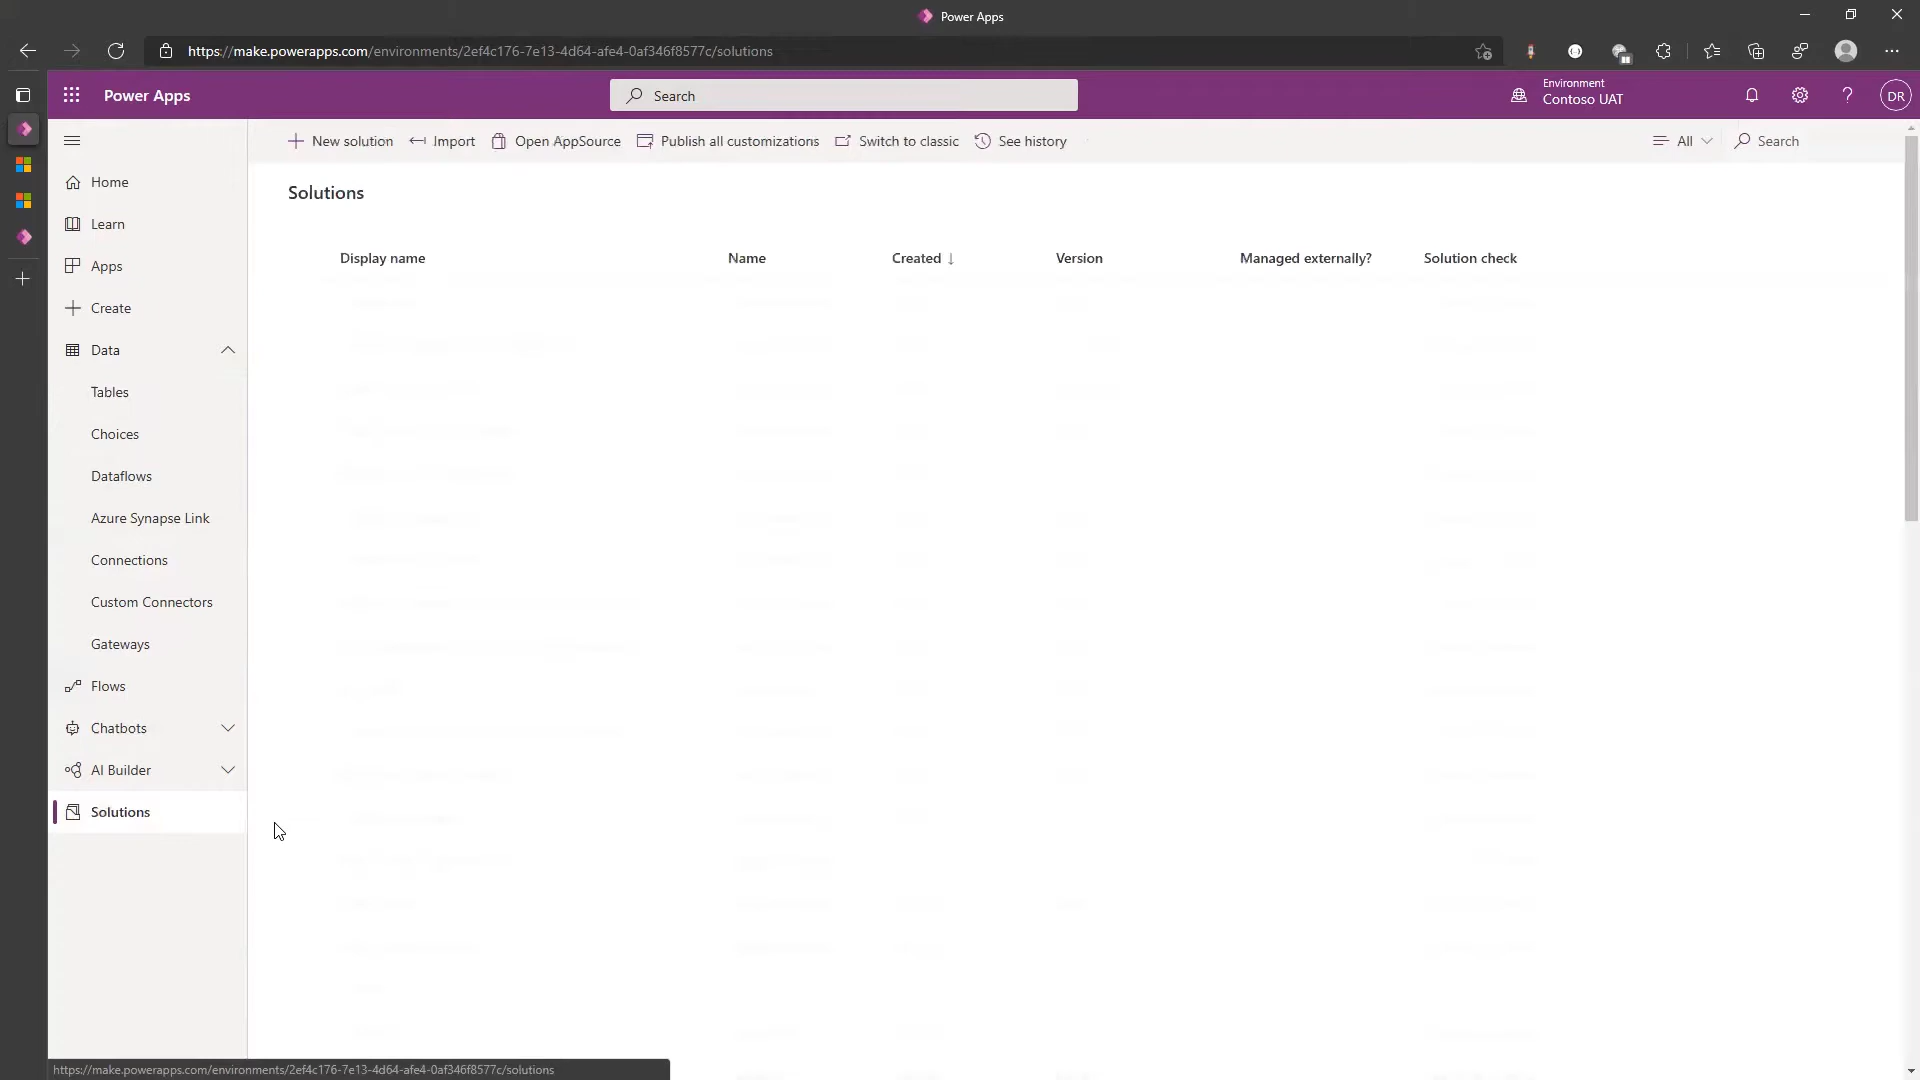 Power Apps
https://make.powerapps.com/environments/2ef4c176-7e13-4d64-afe4-0af346f8577c/solutions
Power Apps
Search
Environment
Contoso UAT
?
DR
New solution
Import
Open AppSource
Publish all customizations
Switch to classic
See history
All
Search
Home
Learn
Apps
Create
Data
Tables
Choices
Dataflows
Azure Synapse Link
Connections
Custom Connectors
Gateways
Flows
Chatbots
AI Builder
Solutions
Solutions
Display name Name Created ↓ Version Managed externally? Solution check
https://make.powerapps.com/environments/2ef4c176-7e13-4d64-afe4-0af346f8577c/solutions